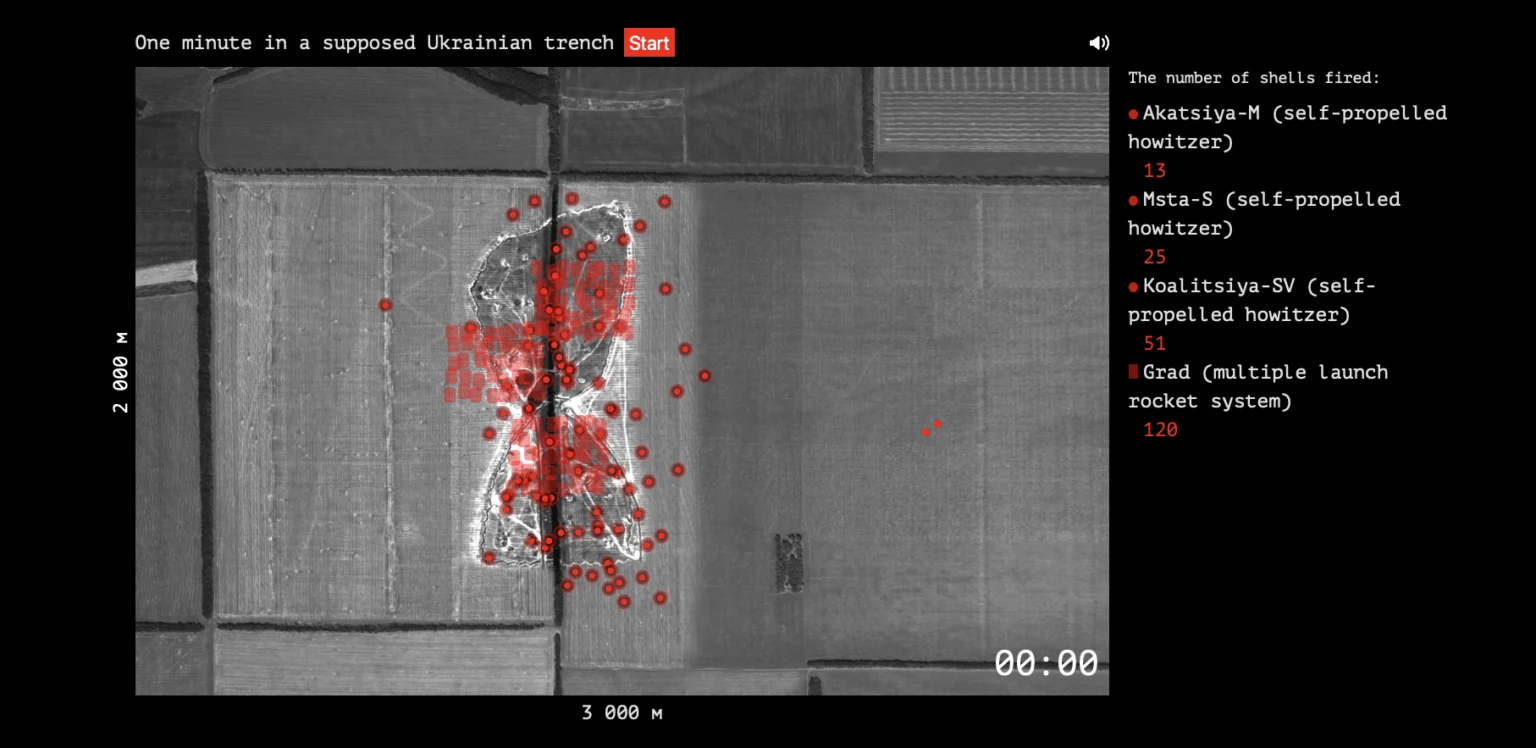 One minute in a supposed Ukrainian trench Start
The number of shells fired:
Akatsiya-M (self-propelled
howitzer)
13
Msta-S (self-propelled
howitzer)
25
Koalitsiya-SV (self-
propelled howitzer)
51
Grad (multiple launch
rocket system)
120
2 000 м
00:00
3 000 м